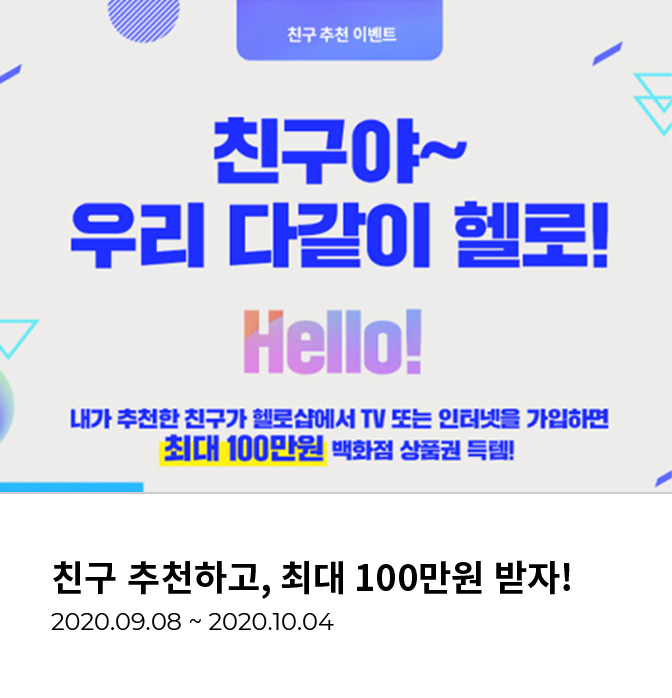 친구 추천 이벤트
친구야~
우리 다같이 헬로!
Hello!
내가 추천한 친구가 헬로샵에서 TV 또는 인터넷을 가입하면
최대 100만원 백화점 상품권 득템!
친구 추천하고, 최대 100만원 받자!
2020.09.08 ~ 2020.10.04